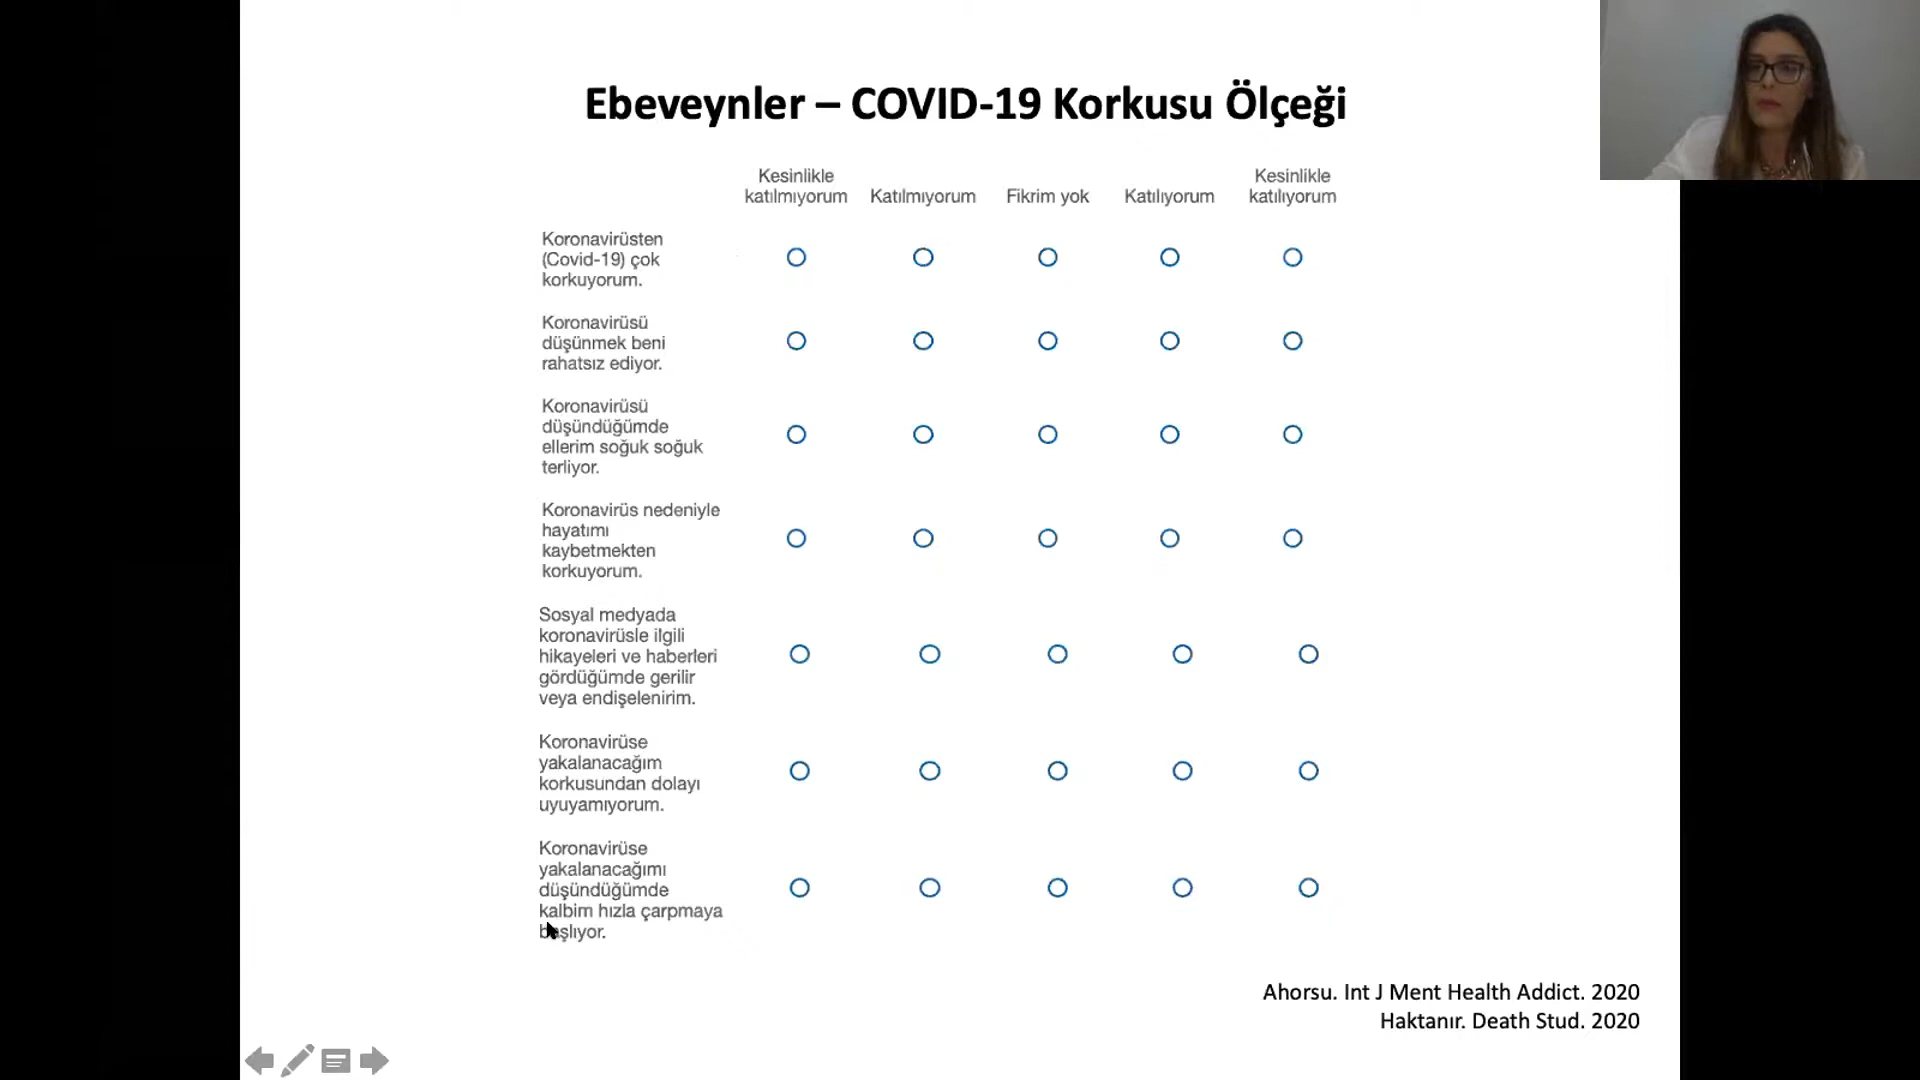 Ebeveynler – COVID-19 Korkusu Ölçeği
Kesinlikle katılmıyorum
Katılmıyorum
Fikrim yok
Katılıyorum
Kesinlikle katılıyorum
Koronavirüsten
(Covid-19) çok
korkuyorum.
Koronavirüsü
düşünmek beni
rahatsız ediyor.
Koronavirüsü
düşündüğümde
ellerim soğuk soğuk
terliyor.
Koronavirüs nedeniyle
hayatımı
kaybetmekten
korkuyorum.
Sosyal medyada
koronavirüsle ilgili
hikayeleri ve haberleri
gördüğümde gerilir
veya endişelenirim.
Koronavirüse
yakalanacağım
korkusundan dolayı
uyuyamıyorum.
Koronavirüse
yakalanacağımı
düşündüğümde
kalbim hızla çarpmaya
başlıyor.
Ahorsu. Int J Ment Health Addict. 2020
Haktanır. Death Stud. 2020